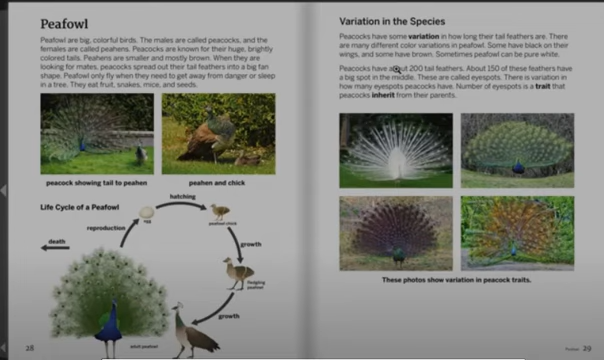 Peafowl
Peafowl are big, colorful birds. The males are called peacocks, and the
females are called peahens. Peacocks are known for their huge, brightly
colored tails. Peahens are smaller and mostly brown. When they are
looking for mates, peacocks spread out their tail feathers into a big fan
shape. Peafowl only fly when they need to get away from danger or sleep
in a tree. They eat fruit, snakes, mice, and seeds.
peacock showing tail to peahen
peahen and chick
Life Cycle of a Peafowl
hatching
egg
peafowl chick
reproduction
death
growth
fledgling
peafowl
growth
adult peafowl
28
Variation in the Species
Peacocks have some variation in how long their tail feathers are. There
are many different color variations in peafowl. Some have black on their
wings, and some have brown. Sometimes peafowl can be pure white.
Peacocks have about 200 tail feathers. About 150 of these feathers have
a big spot in the middle. These are called eyespots. There is variation in
how many eyespots peacocks have. Number of eyespots is a trait that
peacocks inherit from their parents.
These photos show variation in peacock traits.
Peafowl 29